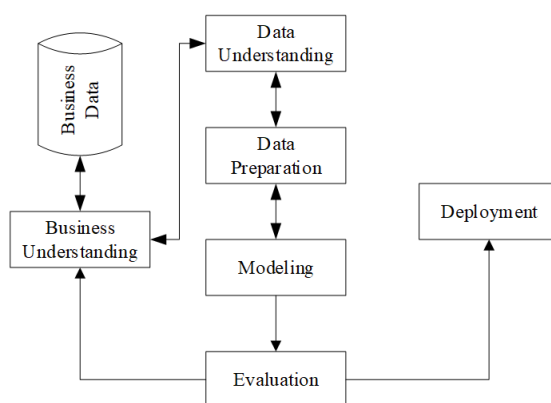 Data
Understanding
Business
Data
Data
Preparation
Business
Understanding
Deployment
Modeling
Evaluation